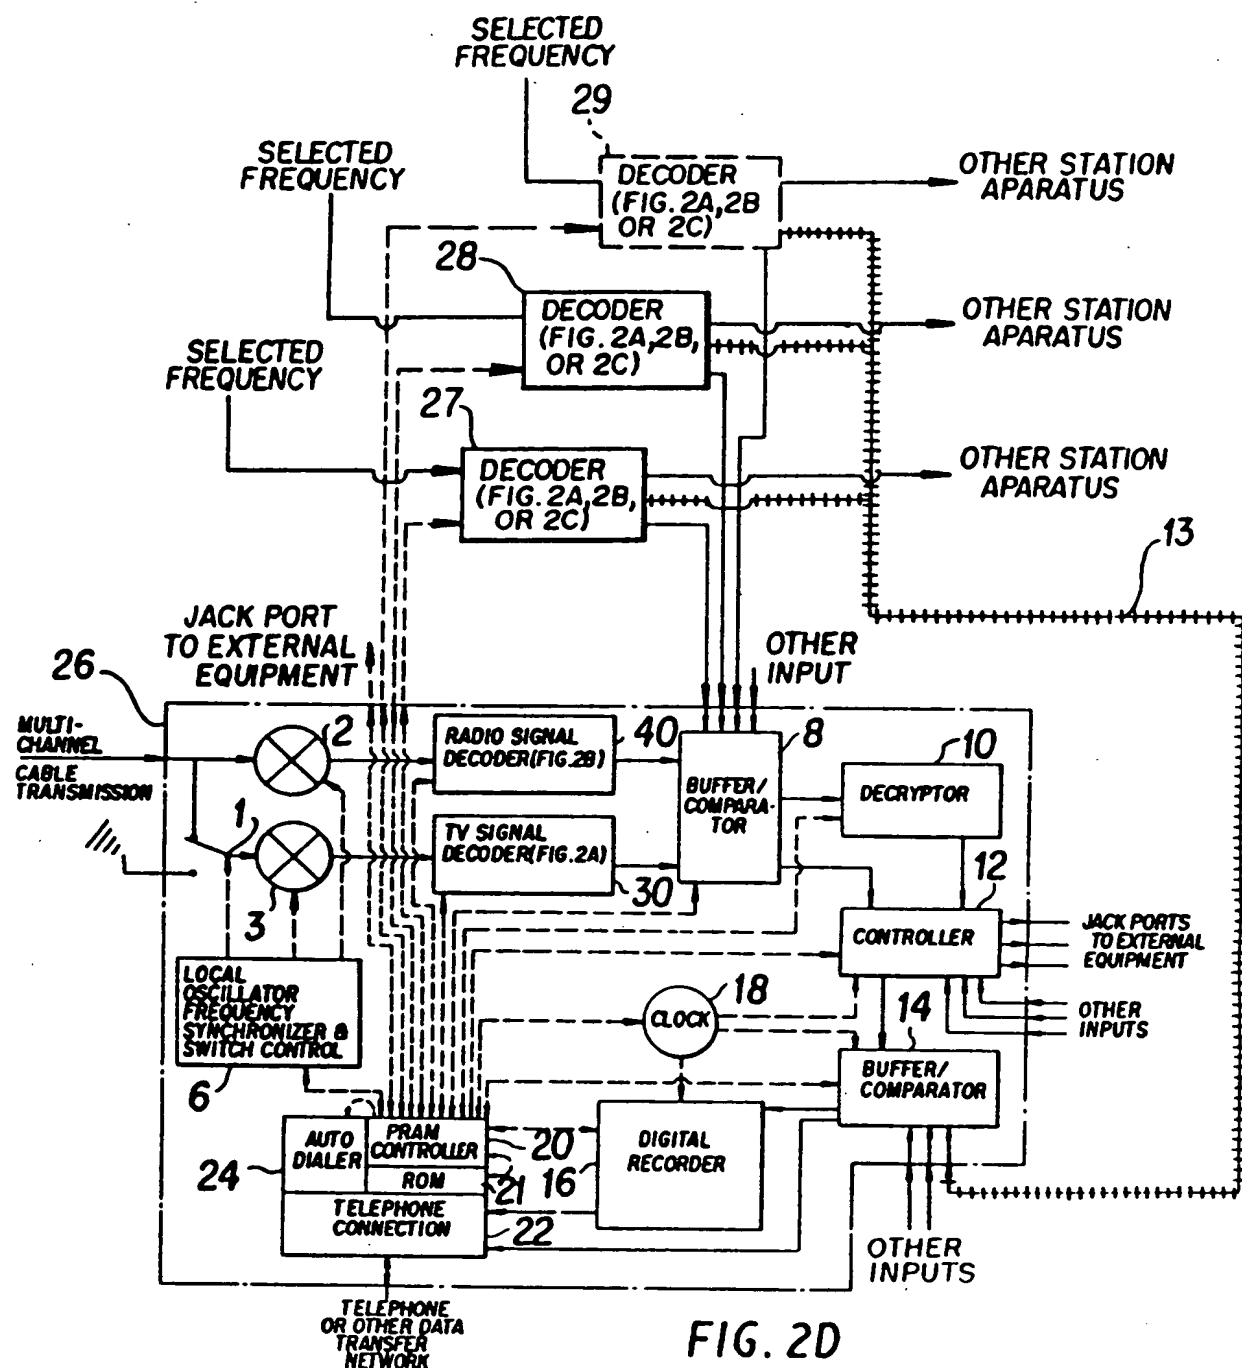 SELECTED
FREQUENCY
29
SELECTED
FREQUENCY
DECODER
(FIG. 2A, 2B
OR 2C)
OTHER STATION
APARATUS
28
DECODER
(FIG. 2A, 2B,
OR 2C)
OTHER STATION
APARATUS
SELECTED
FREQUENCY
27
DECODER
(FIG. 2A, 2B,
OR 2C)
OTHER STATION
APARATUS
13
JACK PORT
TO EXTERNAL
EQUIPMENT
OTHER
INPUT
26
MULTI-
CHANNEL
CABLE
TRANSMISSION
2
RADIO SIGNAL
DECODER (FIG. 2B)
40
8
BUFFER/
COMPARA-
TOR
10
DECRYPTOR
1
3
TV SIGNAL
DECODER (FIG. 2A)
30
12
CONTROLLER
JACK PORTS
TO EXTERNAL
EQUIPMENT
LOCAL
OSCILLATOR
FREQUENCY
SYNCHRONIZER &
SWITCH CONTROL
6
18
CLOCK
OTHER
INPUTS
14
BUFFER/
COMPARATOR
AUTO
DIALER
24
PRAM
CONTROLLER
20
ROM
21
16
DIGITAL
RECORDER
TELEPHONE
CONNECTION
22
OTHER
INPUTS
TELEPHONE
OR OTHER DATA
TRANSFER
NETWORK
FIG. 2D